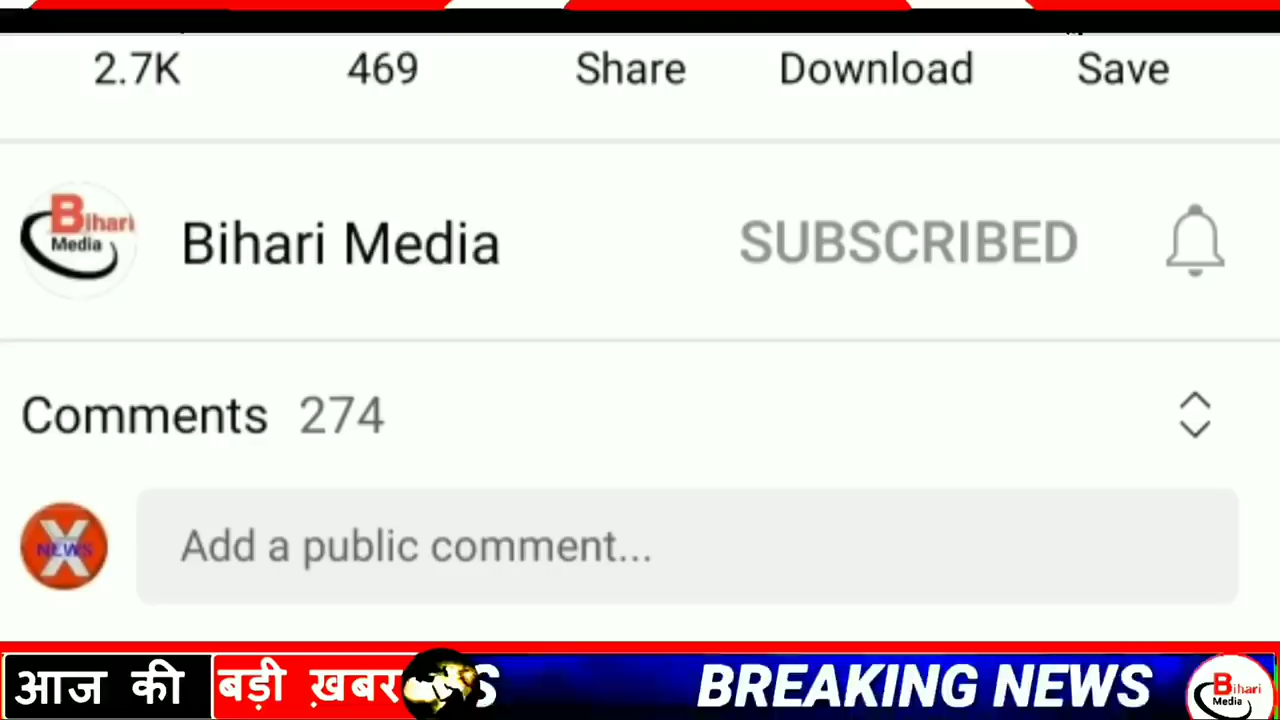 2.7K 469 Share Download Save
Bihari Media
Bihari Media SUBSCRIBED
Comments 274
X NEWS
Add a public comment...
आज की बड़ी ख़बर S BREAKING NEWS
Bihari Media